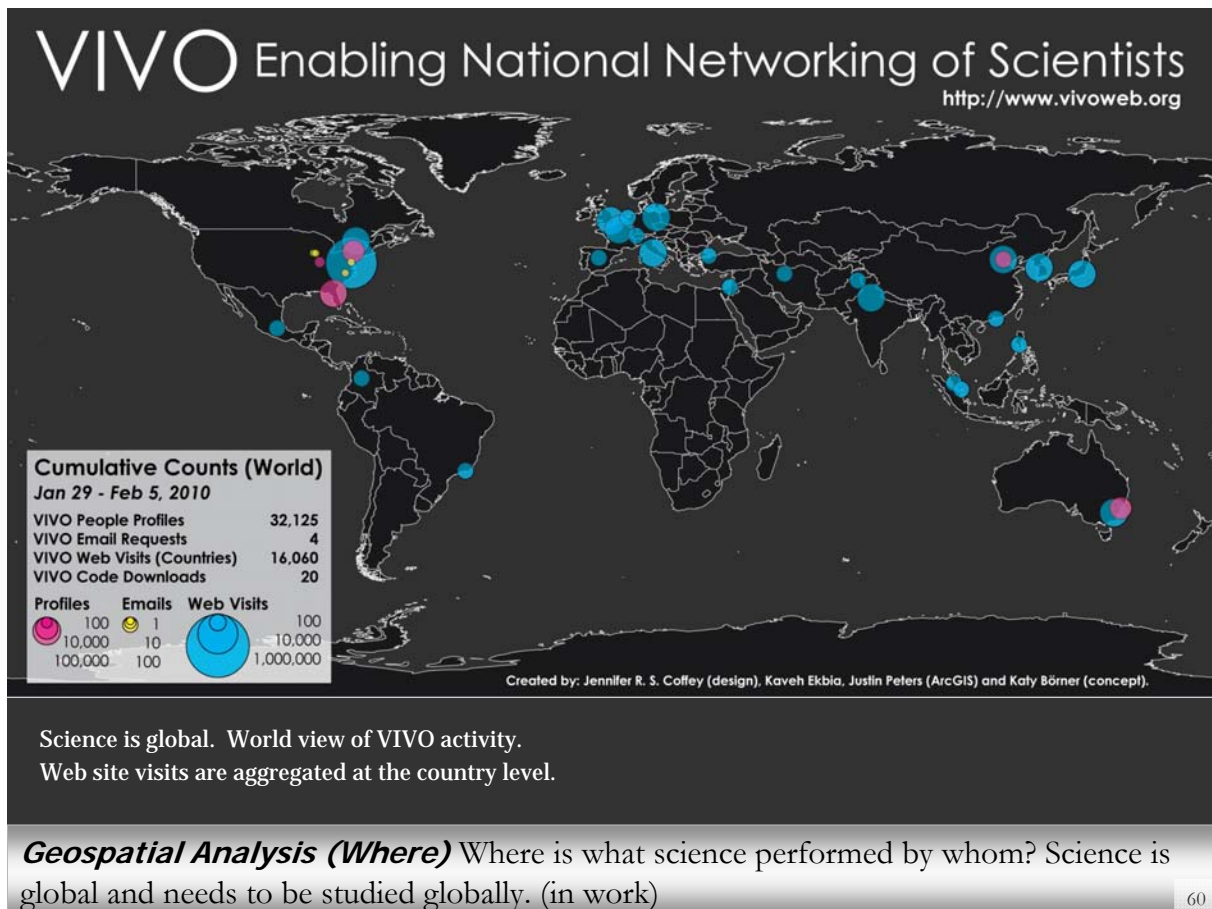 VIVO Enabling National Networking of Scientists
http://www.vivoweb.org
Cumulative Counts (World)
Jan 29 - Feb 5, 2010
VIVO People Profiles 32,125
VIVO Email Requests 4
VIVO Web Visits (Countries) 16,060
VIVO Code Downloads 20
Profiles Emails Web Visits
100 1 100
10,000 10 10,000
100,000 100 1,000,000
Created by: Jennifer R. S. Coffey (design), Kaveh Ekbia, Justin Peters (ArcGIS) and Katy Börner (concept).
Science is global. World view of VIVO activity.
Web site visits are aggregated at the country level.
Geospatial Analysis (Where) Where is what science performed by whom? Science is
global and needs to be studied globally. (in work)
60